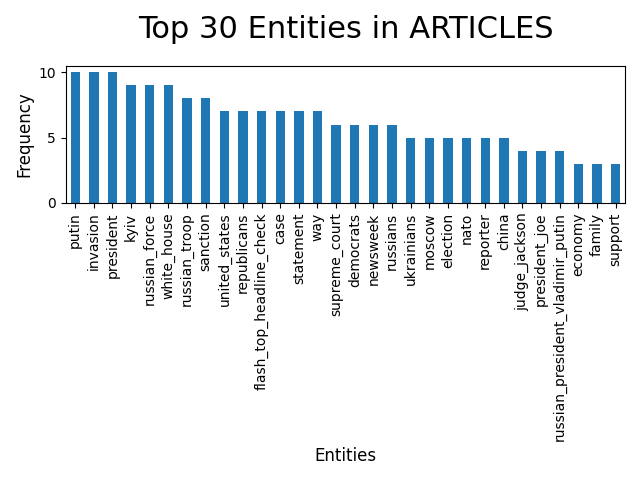 Top 30 Entities in ARTICLES
Frequency
10
5
0
putin
invasion
president
kyiv
russian_force
white_house
russian_troop
sanction
united_states
republicans
flash_top_headline_check
case
statement
way
supreme_court
democrats
newsweek
russians
ukrainians
moscow
election
nato
reporter
china
judge_jackson
president_joe
russian_president_vladimir_putin
economy
family
support
Entities